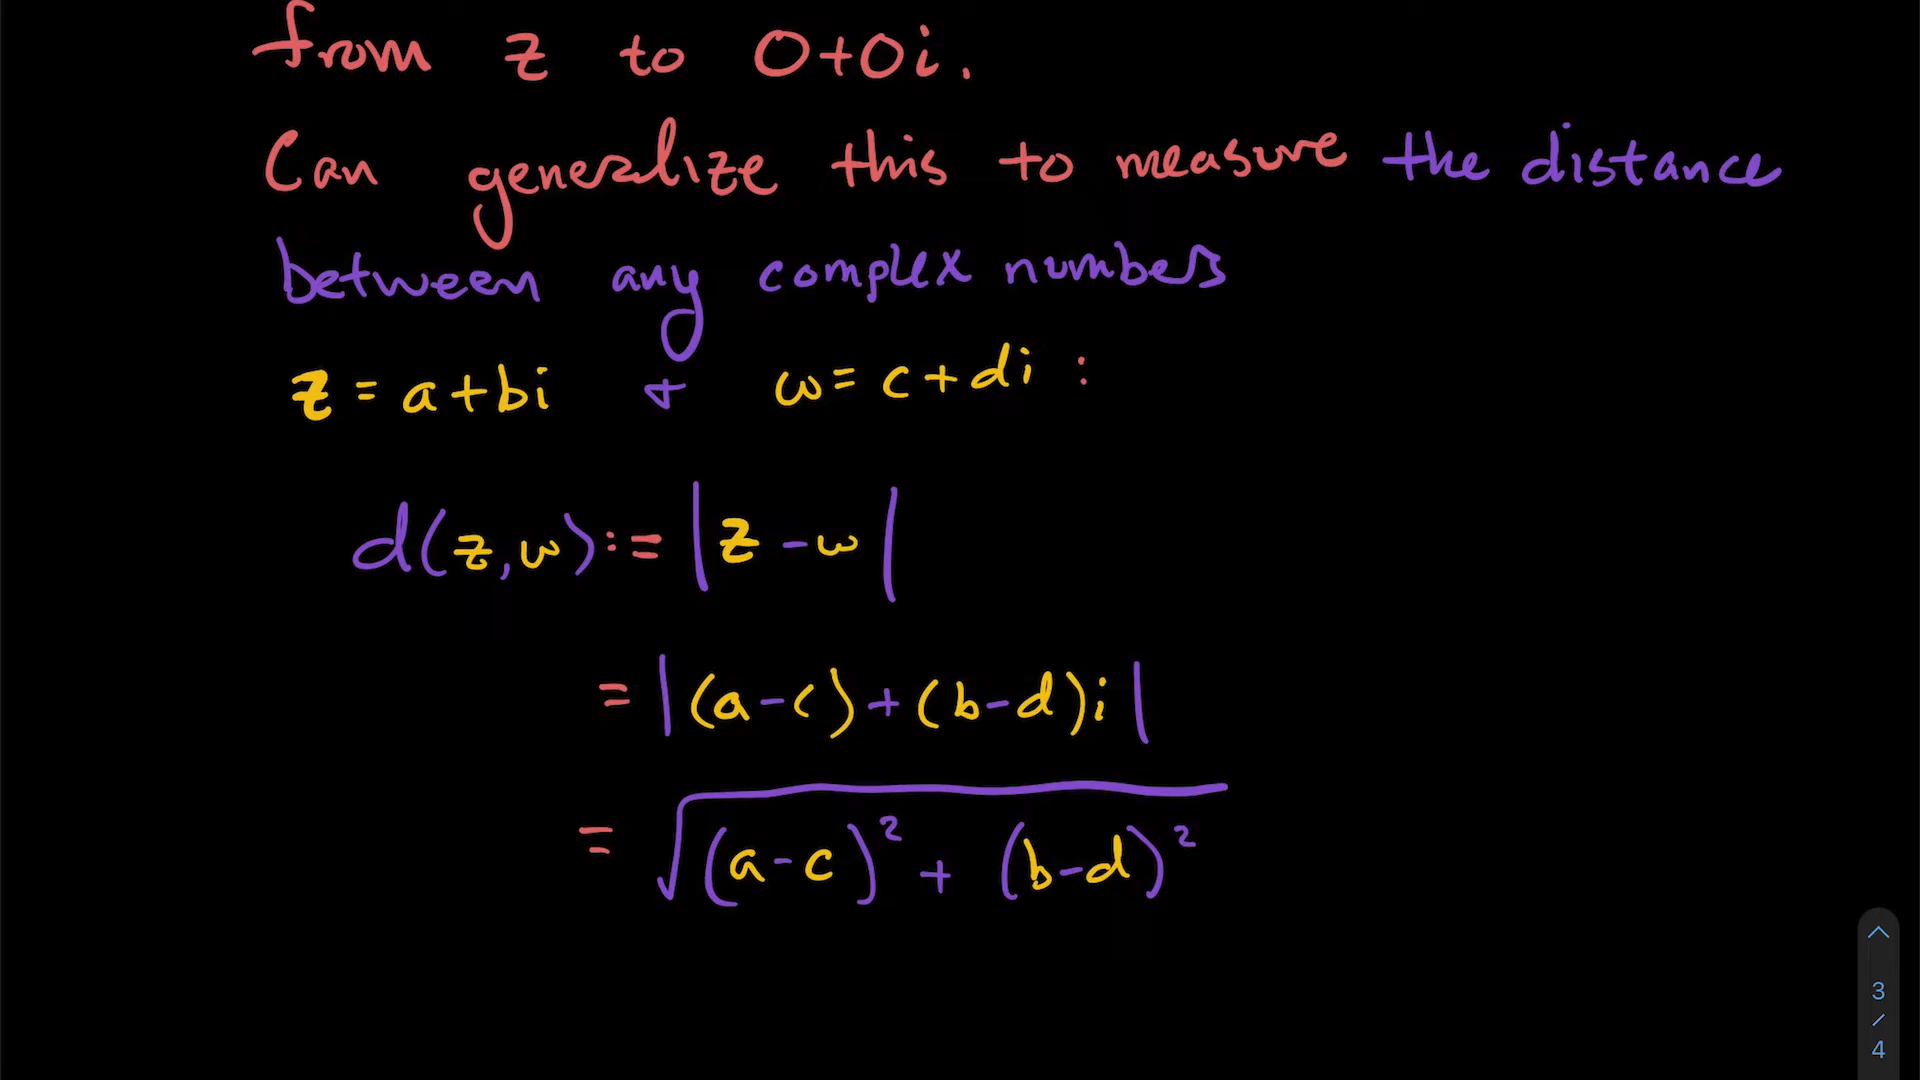 from z to 0+0i.
Can generalize this to measure the distance
between any complex numbers
z = a+bi & w = c+di :
d(z,w) := |z-w|
= |(a-c)+(b-d)i|
= √((a-c)² + (b-d)²)
3
/
4